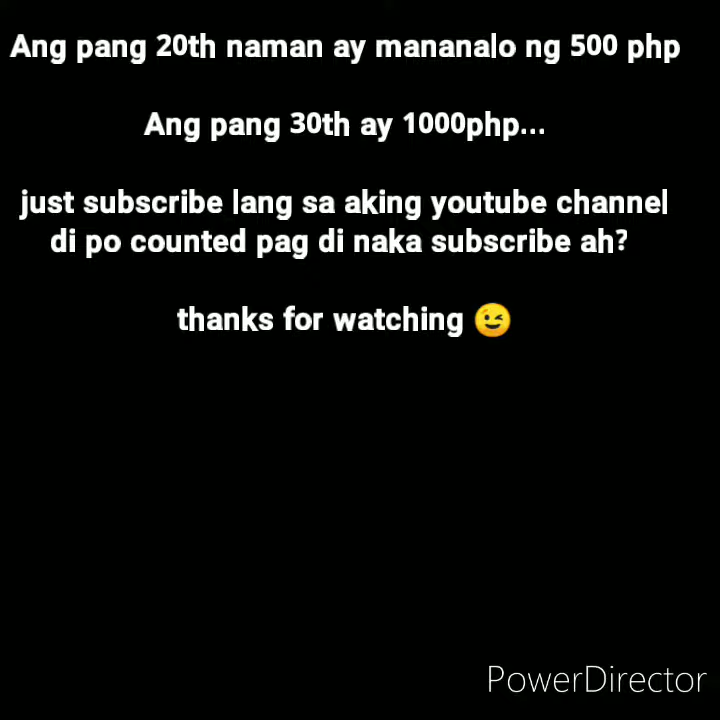 Ang pang 20th naman ay mananalo ng 500 php
Ang pang 30th ay 1000php...
just subscribe lang sa aking youtube channel
di po counted pag di naka subscribe ah?
thanks for watching 😉
PowerDirector